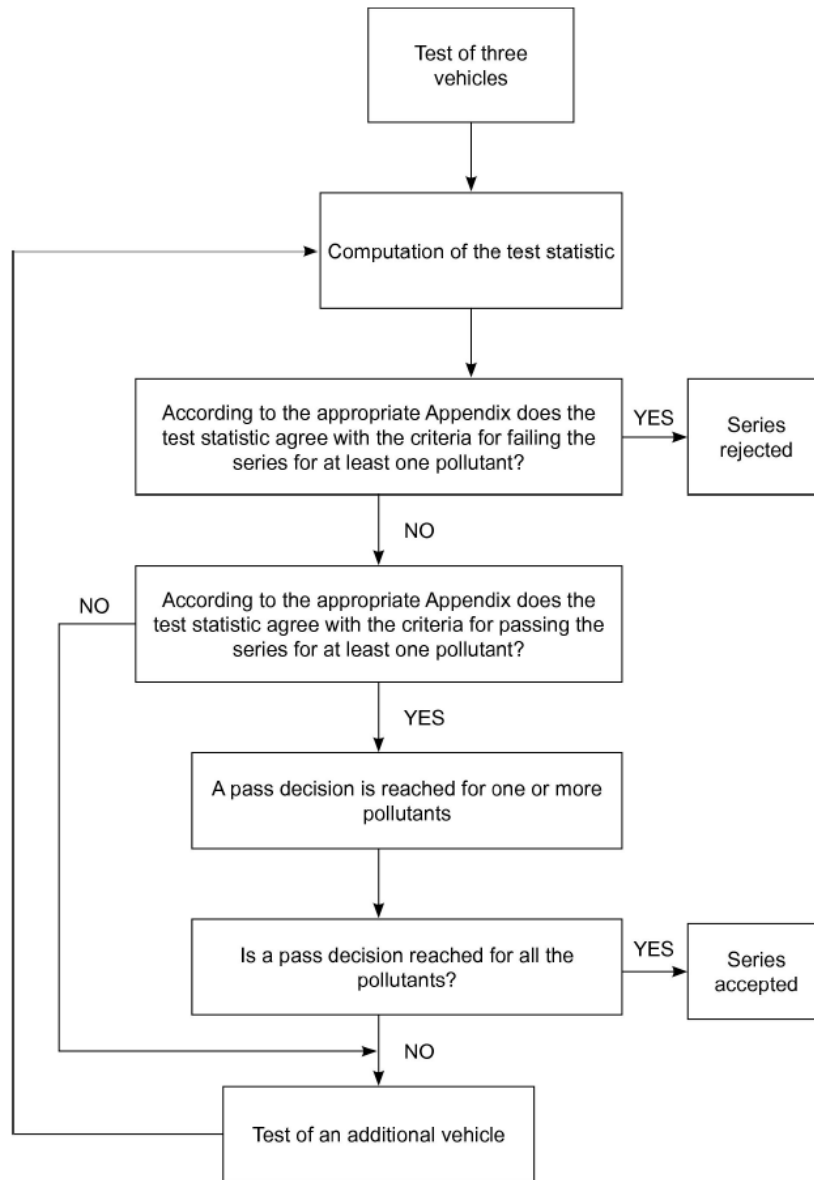 Test of three
vehicles
Computation of the test statistic
According to the appropriate Appendix does the
test statistic agree with the criteria for failing the
series for at least one pollutant?
YES
Series
rejected
NO
According to the appropriate Appendix does the
test statistic agree with the criteria for passing the
series for at least one pollutant?
NO
YES
A pass decision is reached for one or more
pollutants
Is a pass decision reached for all the
pollutants?
YES
Series
accepted
NO
Test of an additional vehicle